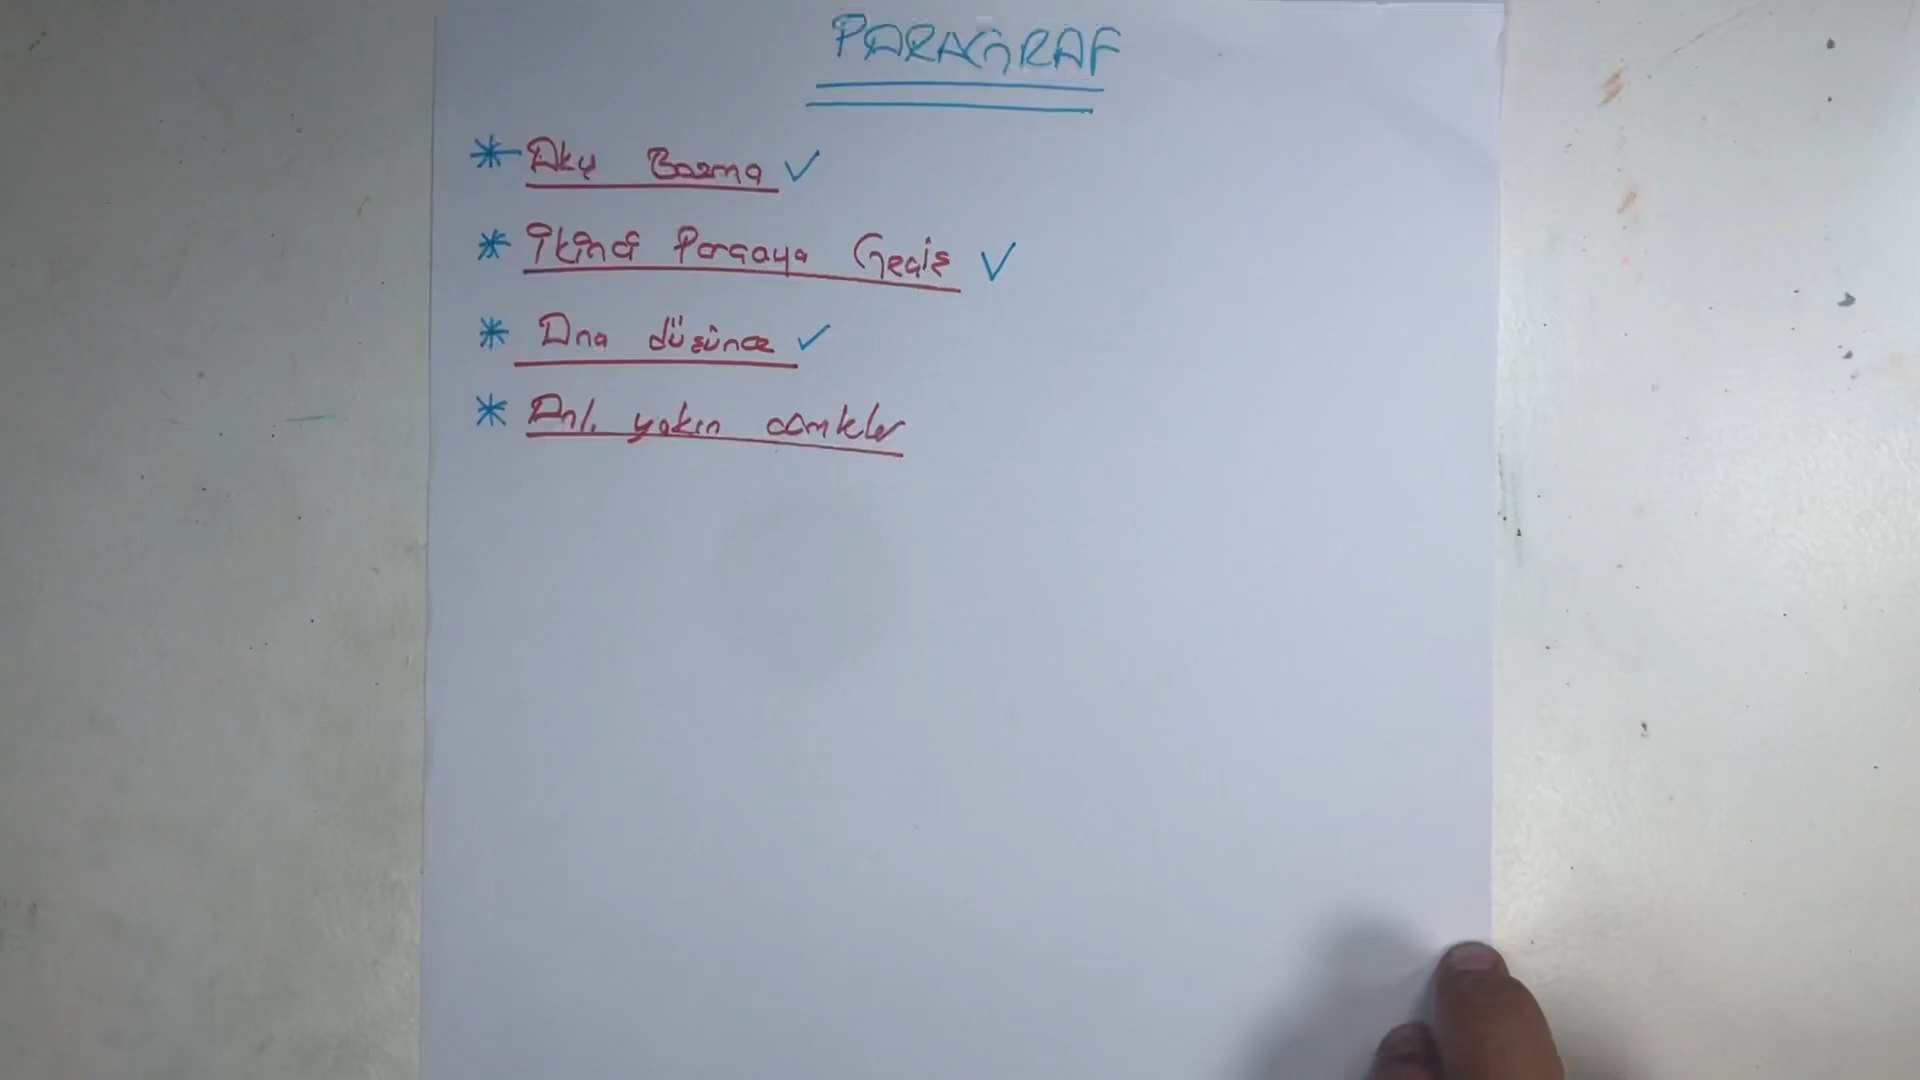 PARAGRAF
* Akış Bozma ✓
* İkinci Parçaya Geçiş ✓
* Ana düşünce ✓
* Anl. yakın cümleler